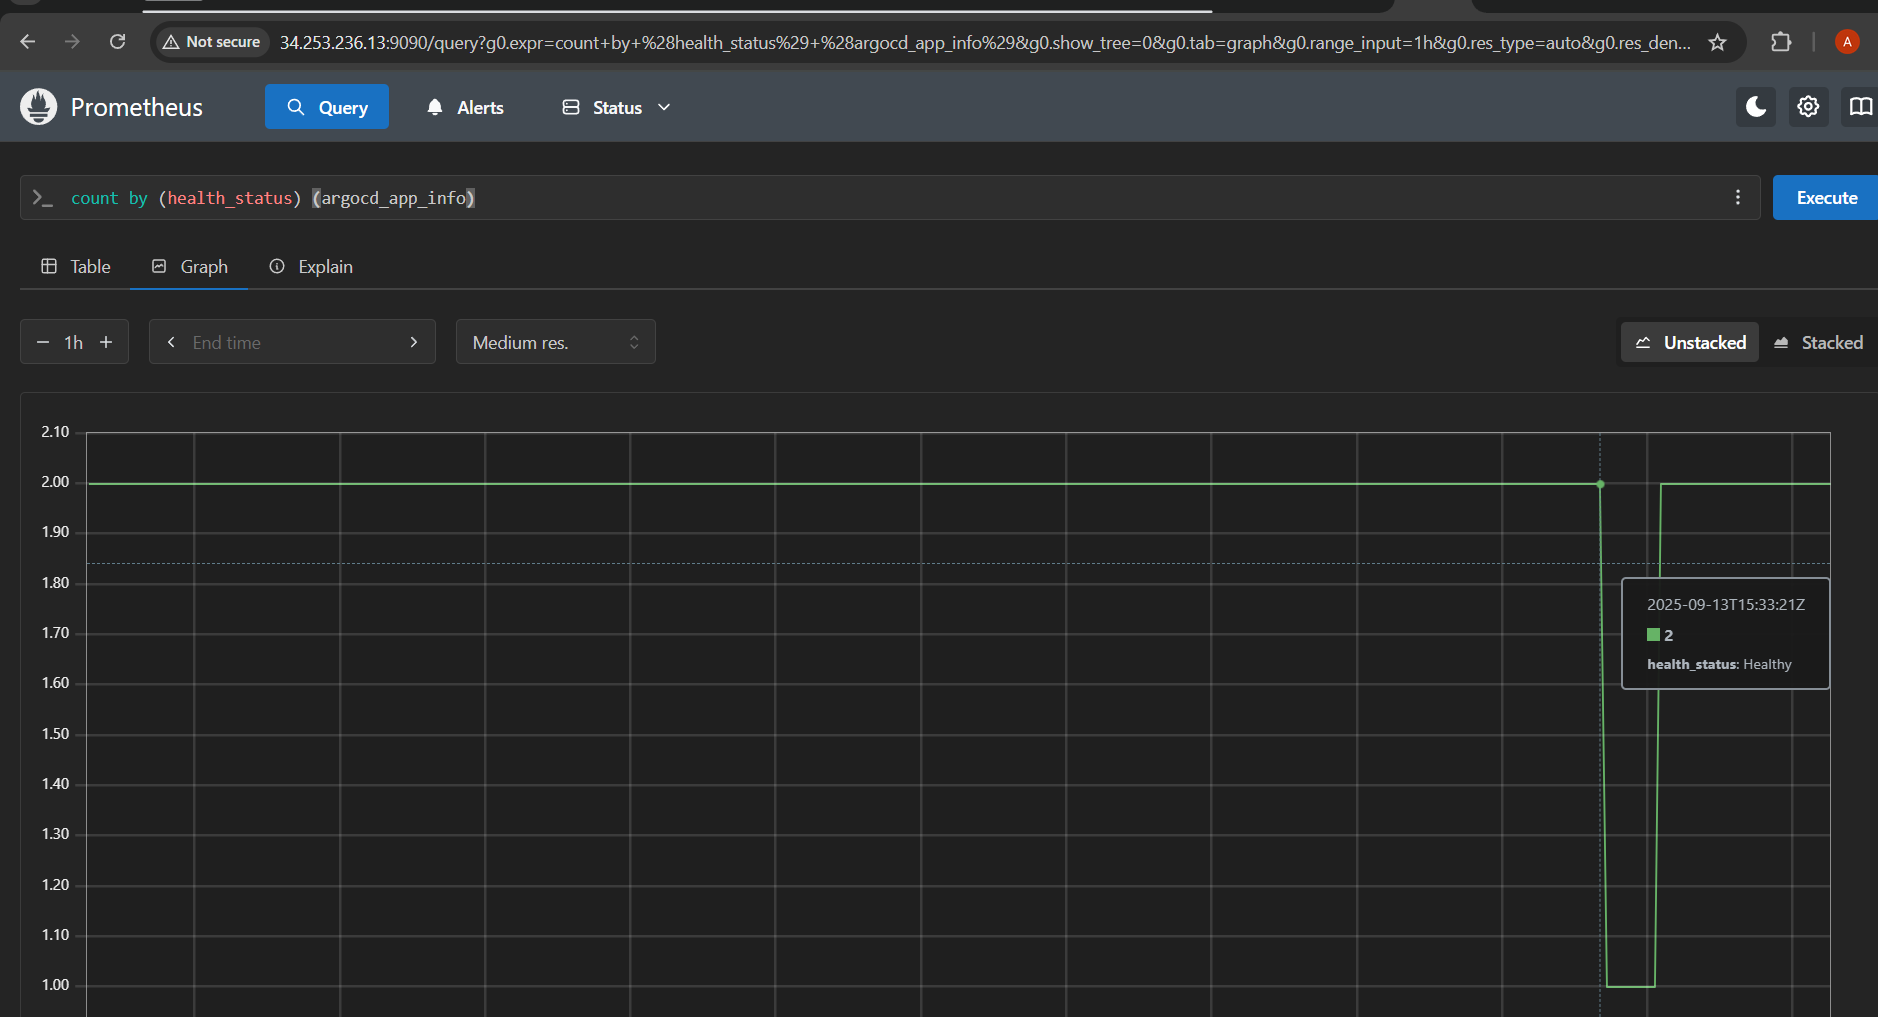 Not secure
34.253.236.13:9090/query?g0.expr=count+by+%28health_status%29+%28argocd_app_info%29&g0.show_tree=0&g0.tab=graph&g0.range_input=1h&g0.res_type=auto&g0.res_den...
A
Prometheus
Query
Alerts
Status
count by (health_status) (argocd_app_info)
Execute
Table
Graph
Explain
1h
End time
Medium res.
Unstacked
Stacked
2.10
2.00
1.90
1.80
1.70
1.60
1.50
1.40
1.30
1.20
1.10
1.00
2025-09-13T15:33:21Z
2
health_status: Healthy